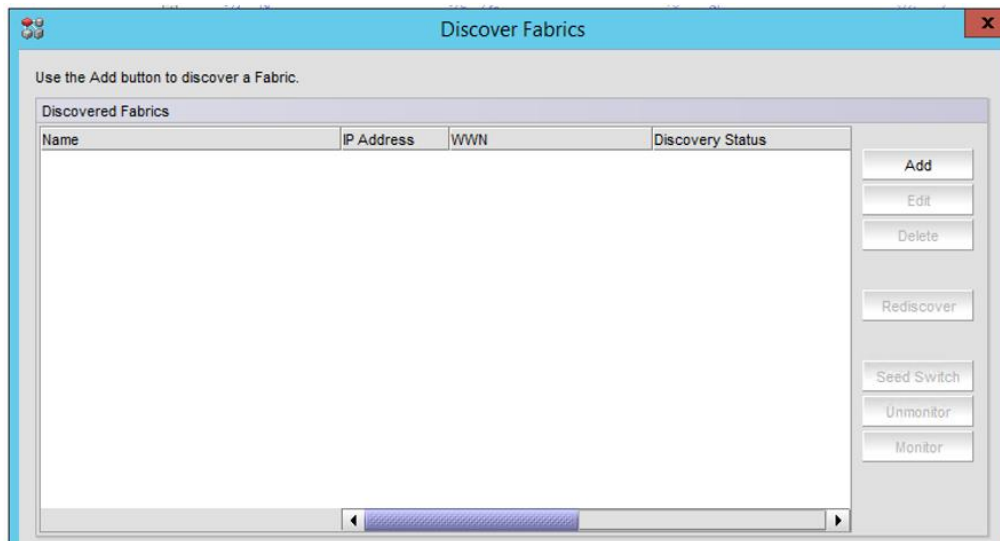 Discover Fabrics
x
Use the Add button to discover a Fabric.
Discovered Fabrics
Name IP Address WWN Discovery Status
Add
Edit
Delete
Rediscover
Seed Switch
Unmonitor
Monitor